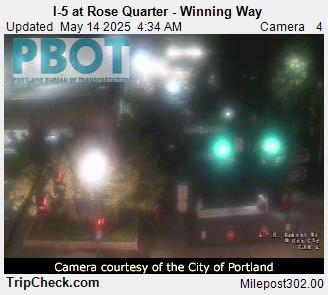 I-5 at Rose Quarter - Winning Way
Updated May 14 2025 4:34 AM Camera 4
PBOT
PORTLAND BUREAU OF TRANSPORTATION
Camera courtesy of the City of Portland
TripCheck.com Milepost302.00